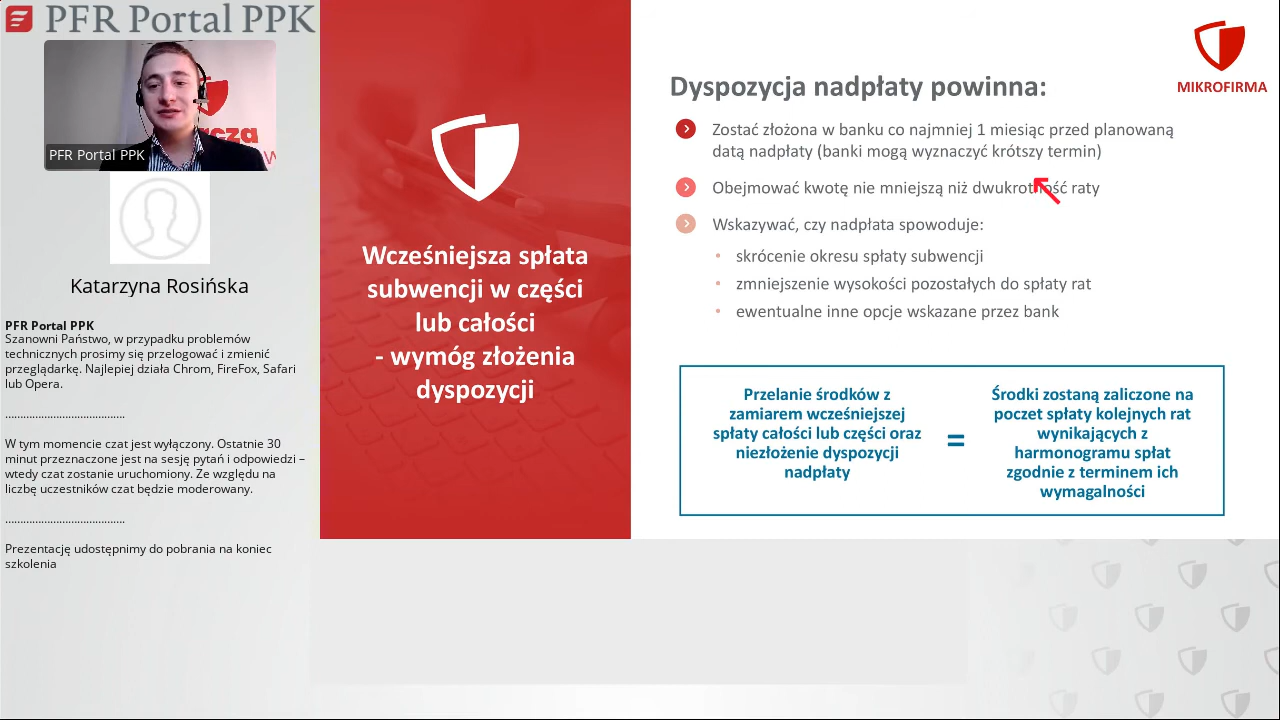 PFR Portal PPK
PFR Portal PPK
Katarzyna Rosińska
PFR Portal PPK
Szanowni Państwo, w przypadku problemów
technicznych prosimy się przelogować i zmienić
przeglądarkę. Najlepiej działa Chrom, FireFox, Safari
lub Opera.
........................................
W tym momencie czat jest wyłączony. Ostatnie 30
minut przeznaczone jest na sesję pytań i odpowiedzi –
wtedy czat zostanie uruchomiony. Ze względu na
liczbę uczestników czat będzie moderowany.
........................................
Prezentację udostępnimy do pobrania na koniec
szkolenia
Wcześniejsza spłata
subwencji w części
lub całości
- wymóg złożenia
dyspozycji
MIKROFIRMA
Dyspozycja nadpłaty powinna:
Zostać złożona w banku co najmniej 1 miesiąc przed planowaną
datą nadpłaty (banki mogą wyznaczyć krótszy termin)
Obejmować kwotę nie mniejszą niż dwukrotność raty
Wskazywać, czy nadpłata spowoduje:
• skrócenie okresu spłaty subwencji
• zmniejszenie wysokości pozostałych do spłaty rat
• ewentualne inne opcje wskazane przez bank
Przelanie środków z
zamiarem wcześniejszej
spłaty całości lub części oraz
niezłożenie dyspozycji
nadpłaty
=
Środki zostaną zaliczone na
poczet spłaty kolejnych rat
wynikających z
harmonogramu spłat
zgodnie z terminem ich
wymagalności